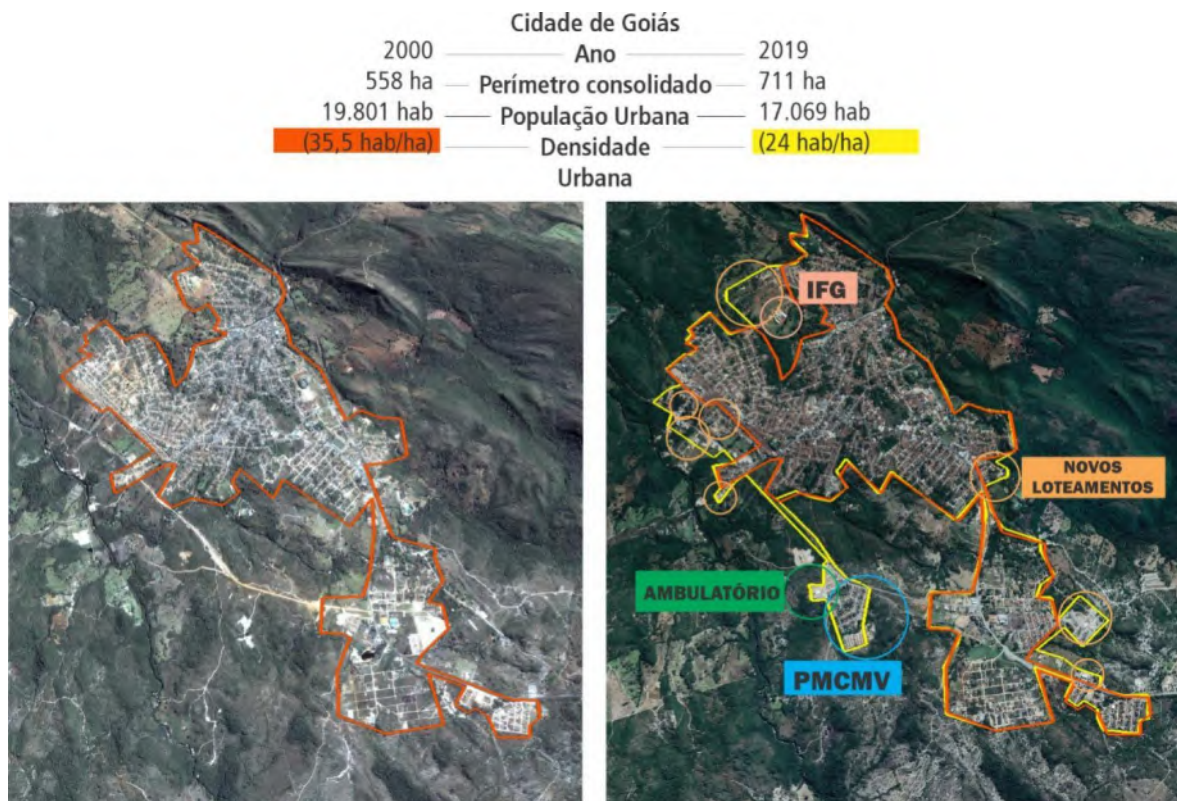 Cidade de Goiás
2000 Ano 2019
558 ha Perímetro consolidado 711 ha
19.801 hab População Urbana 17.069 hab
(35,5 hab/ha) Densidade (24 hab/ha)
Urbana
IFG
NOVOS
LOTEAMENTOS
AMBULATÓRIO
PMCMV